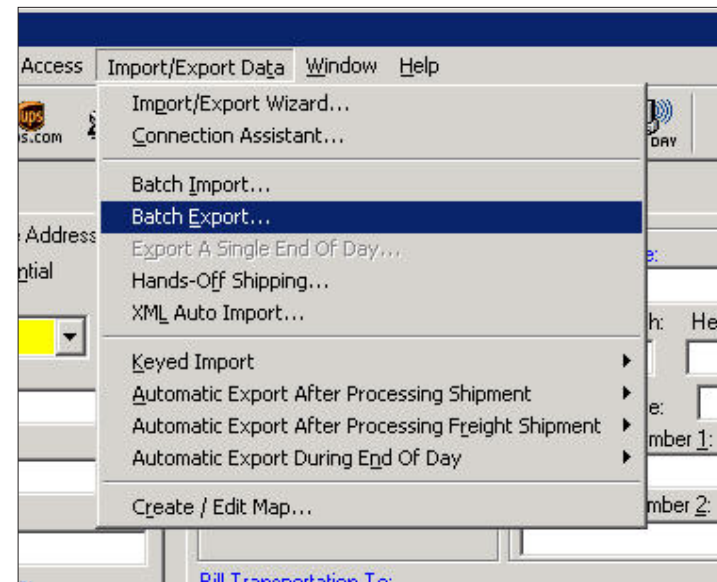 Access Import/Export Data Window Help
Import/Export Wizard...
Connection Assistant...
ups
s.com
DAY
Batch Import...
Batch Export...
Address
Export A Single End Of Day...
e:
ntial
Hands-Off Shipping...
XML Auto Import...
h: He
Keyed Import
Automatic Export After Processing Shipment
e:
Automatic Export After Processing Freight Shipment
mber 1:
Automatic Export During End Of Day
Create / Edit Map...
mber 2:
Bill Transportation To: